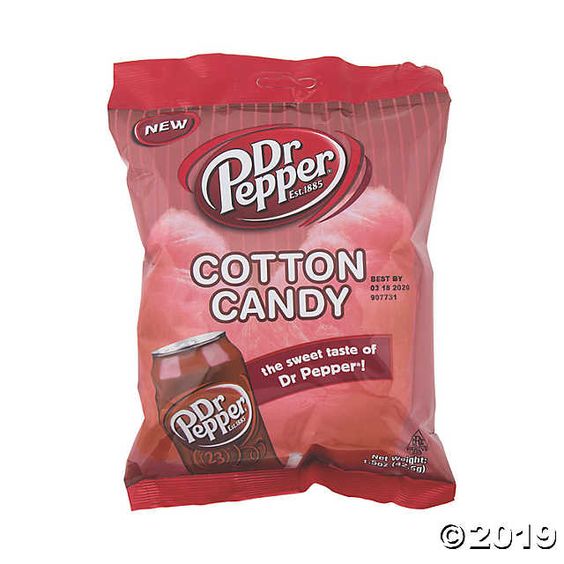 NEW
Dr
Pepper
Est.1885
COTTON
CANDY
BEST BY
03 18 2020
907731
the sweet taste of
Dr Pepper®!
Dr
Pepper
23
Net Weight:
1.5oz (42.5g)
©2019